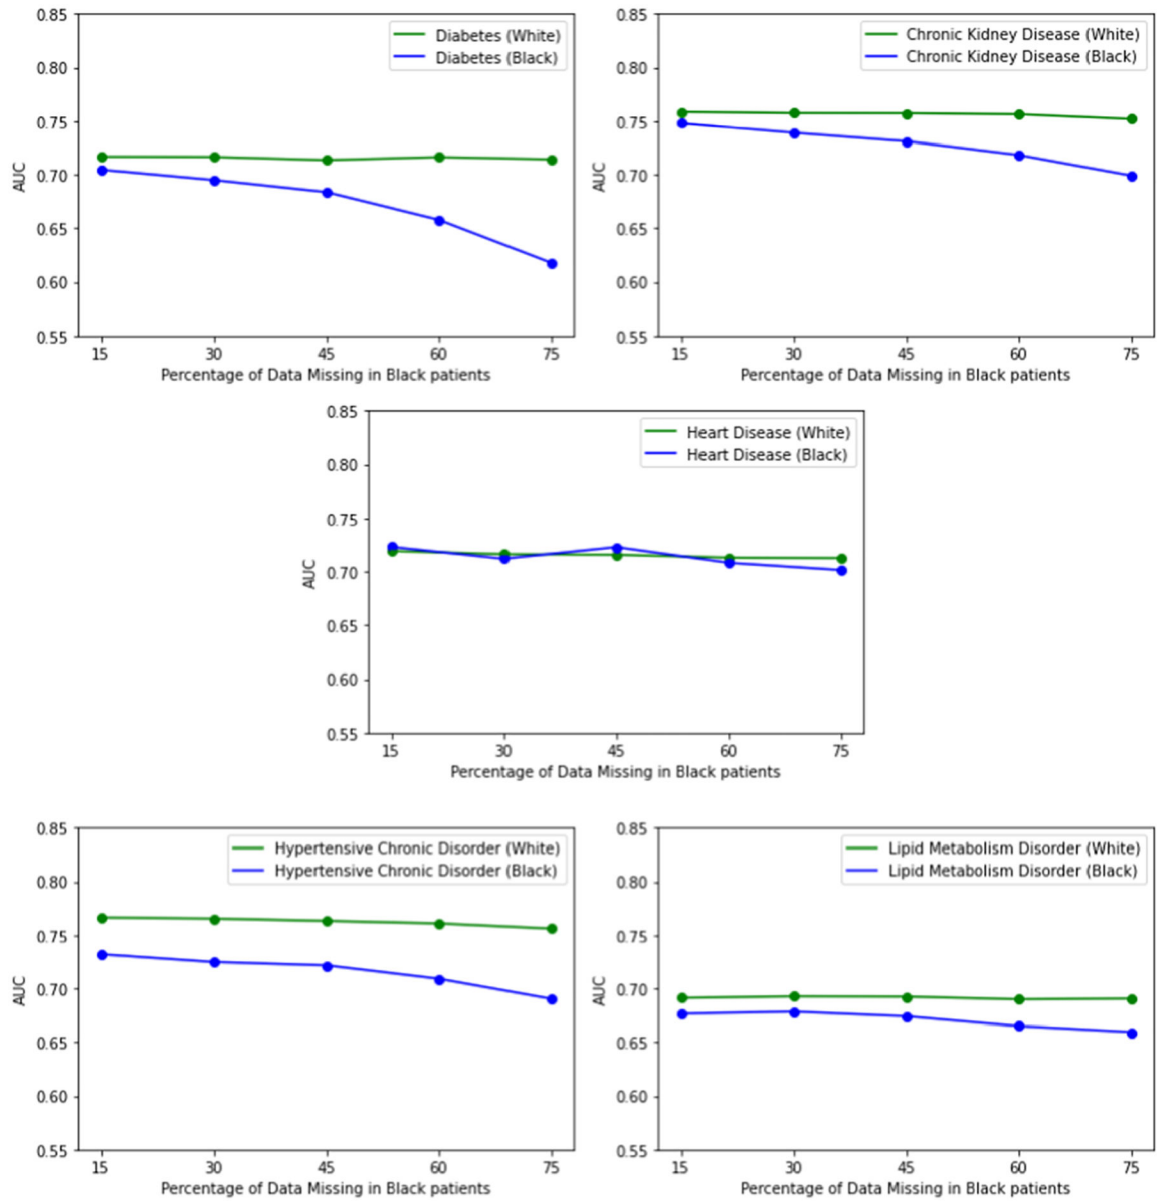 0.85
0.80
0.75
0.70
0.65
0.60
0.55
AUC
Diabetes (White)
Diabetes (Black)
15 30 45 60 75
Percentage of Data Missing in Black patients
0.85
0.80
0.75
0.70
0.65
0.60
0.55
AUC
Chronic Kidney Disease (White)
Chronic Kidney Disease (Black)
15 30 45 60 75
Percentage of Data Missing in Black patients
0.85
0.80
0.75
0.70
0.65
0.60
0.55
AUC
Heart Disease (White)
Heart Disease (Black)
15 30 45 60 75
Percentage of Data Missing in Black patients
0.85
0.80
0.75
0.70
0.65
0.60
0.55
AUC
Hypertensive Chronic Disorder (White)
Hypertensive Chronic Disorder (Black)
15 30 45 60 75
Percentage of Data Missing in Black patients
0.85
0.80
0.75
0.70
0.65
0.60
0.55
AUC
Lipid Metabolism Disorder (White)
Lipid Metabolism Disorder (Black)
15 30 45 60 75
Percentage of Data Missing in Black patients